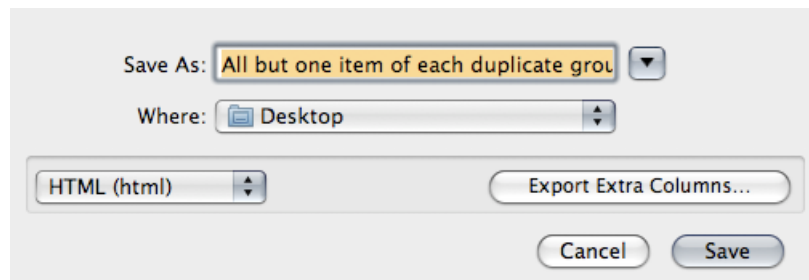 Save As: All but one item of each duplicate grou
Where: Desktop
HTML (html) Export Extra Columns...
Cancel Save